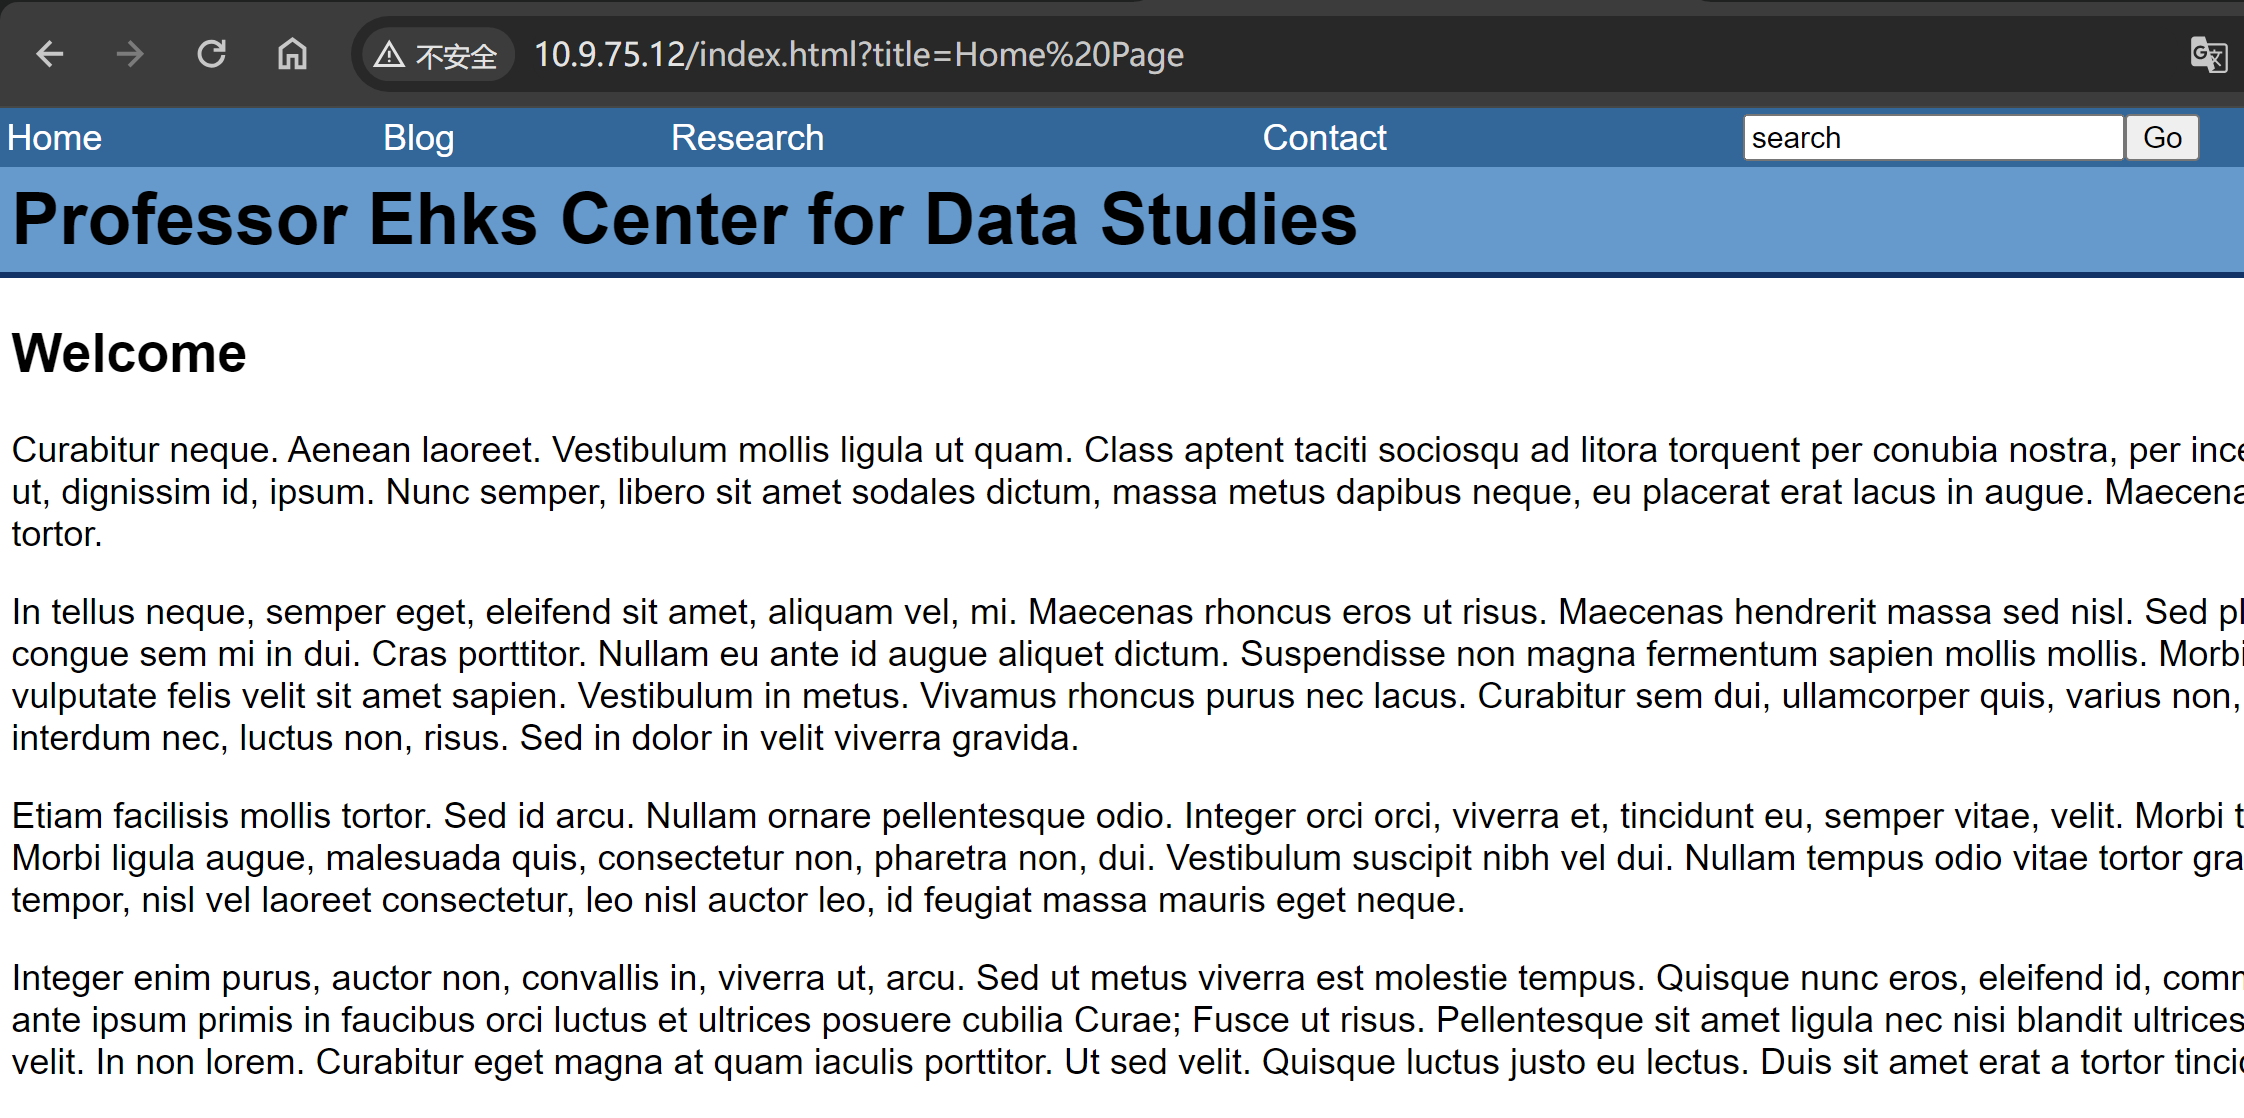 不安全 10.9.75.12/index.html?title=Home%20Page
Home Blog Research Contact search Go
Professor Ehks Center for Data Studies
Welcome
Curabitur neque. Aenean laoreet. Vestibulum mollis ligula ut quam. Class aptent taciti sociosqu ad litora torquent per conubia nostra, per
ut, dignissim id, ipsum. Nunc semper, libero sit amet sodales dictum, massa metus dapibus neque, eu placerat erat lacus in augue.
tortor.
In tellus neque, semper eget, eleifend sit amet, aliquam vel, mi. Maecenas rhoncus eros ut risus. Maecenas hendrerit massa sed nisl. Sed
congue sem mi in dui. Cras porttitor. Nullam eu ante id augue aliquet dictum. Suspendisse non magna fermentum sapien mollis mollis.
vulputate felis velit sit amet sapien. Vestibulum in metus. Vivamus rhoncus purus nec lacus. Curabitur sem dui, ullamcorper quis, varius non,
interdum nec, luctus non, risus. Sed in dolor in velit viverra gravida.
Etiam facilisis mollis tortor. Sed id arcu. Nullam ornare pellentesque odio. Integer orci orci, viverra et, tincidunt eu, semper vitae, velit. Morbi
Morbi ligula augue, malesuada quis, consectetur non, pharetra non, dui. Vestibulum suscipit nibh vel dui. Nullam tempus odio vitae tortor
tempor, nisl vel laoreet consectetur, leo nisl auctor leo, id feugiat massa mauris eget neque.
Integer enim purus, auctor non, convallis in, viverra ut, arcu. Sed ut metus viverra est molestie tempus. Quisque nunc eros, eleifend id,
ante ipsum primis in faucibus orci luctus et ultrices posuere cubilia Curae; Fusce ut risus. Pellentesque sit amet ligula nec nisi blandit ultrices
velit. In non lorem. Curabitur eget magna at quam iaculis porttitor. Ut sed velit. Quisque luctus justo eu lectus. Duis sit amet erat a tortor